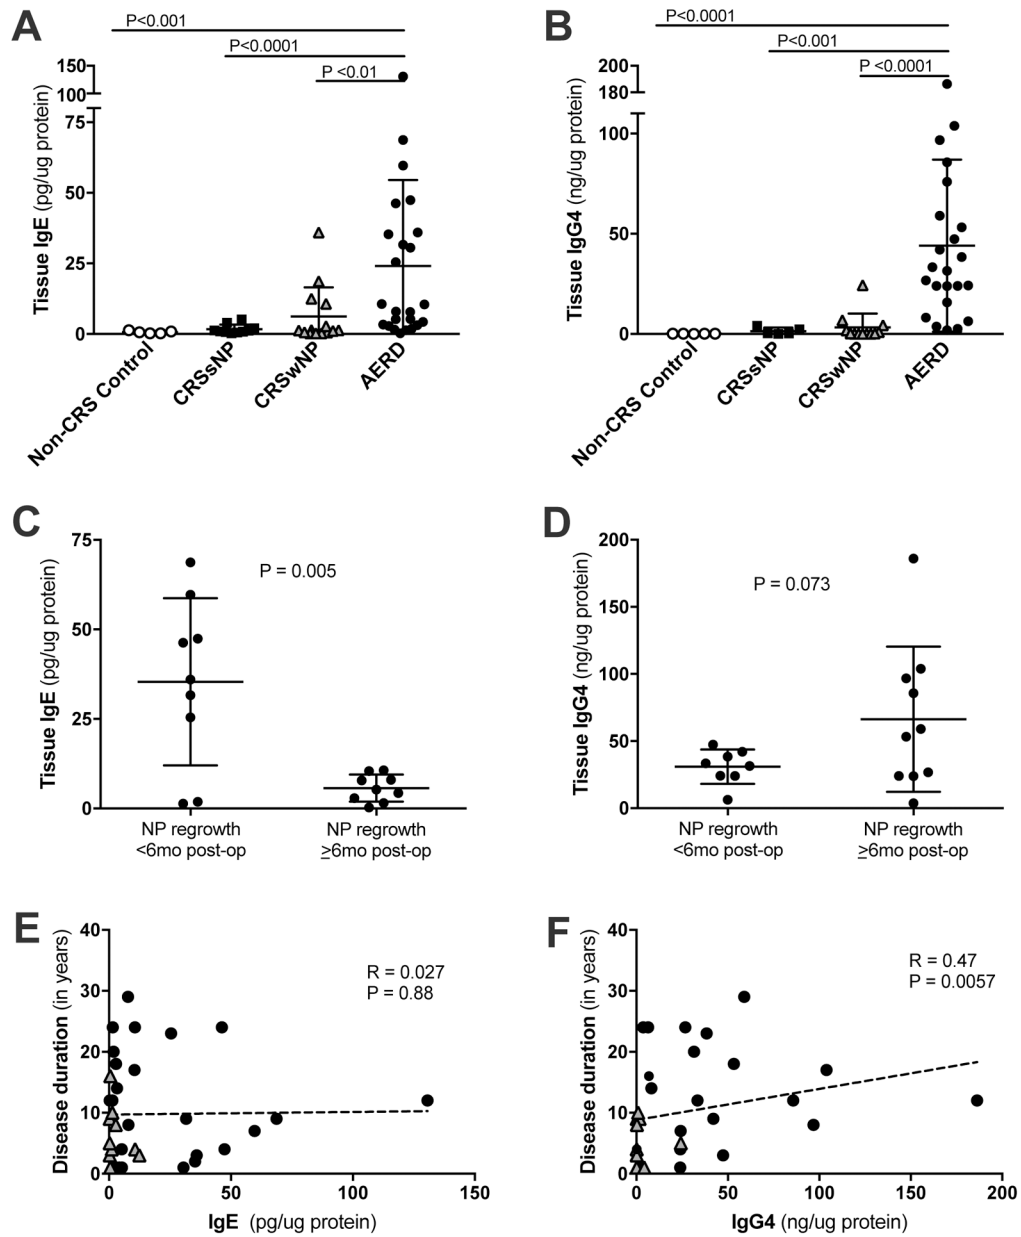 A
P<0.001
P<0.0001
P <0.01
Tissue IgE (pg/ug protein)
150
100
75
50
25
0
Non-CRS Control
CRSsNP
CRSwNP
AERD
B
P<0.0001
P<0.001
P <0.0001
Tissue IgG4 (ng/ug protein)
200
180
100
50
0
Non-CRS Control
CRSsNP
CRSwNP
AERD
C
Tissue IgE (pg/ug protein)
75
50
25
0
P = 0.005
NP regrowth
<6mo post-op
NP regrowth
≥6mo post-op
D
Tissue IgG4 (ng/ug protein)
200
150
100
50
0
P = 0.073
NP regrowth
<6mo post-op
NP regrowth
≥6mo post-op
E
Disease duration (in years)
40
30
20
10
0
R = 0.027
P = 0.88
0 50 100 150
IgE (pg/ug protein)
F
Disease duration (in years)
40
30
20
10
0
R = 0.47
P = 0.0057
0 50 100 150 200
IgG4 (ng/ug protein)